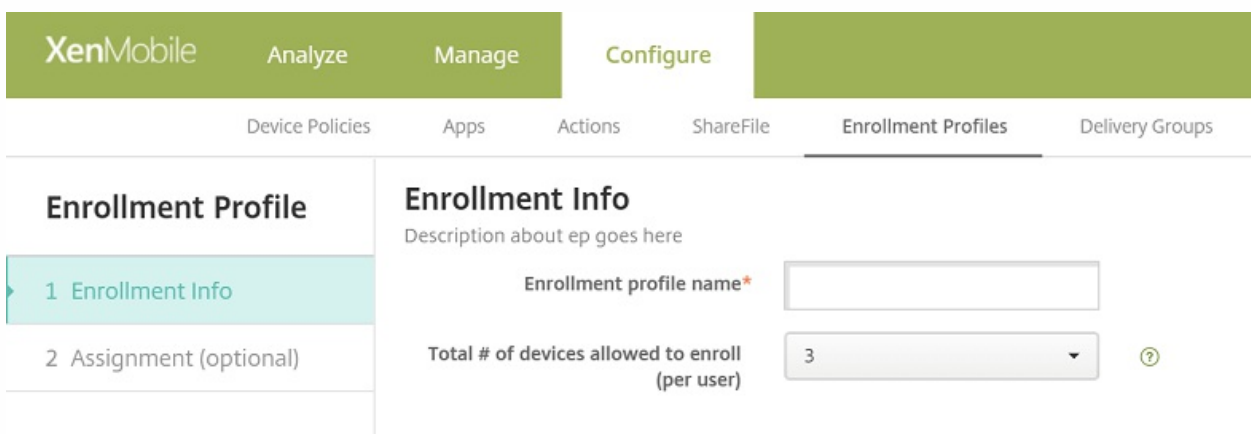 XenMobile Analyze Manage Configure
Device Policies Apps Actions ShareFile Enrollment Profiles Delivery Groups
Enrollment Profile
1 Enrollment Info
2 Assignment (optional)
Enrollment Info
Description about ep goes here
Enrollment profile name*
Total # of devices allowed to enroll
(per user)
3
?